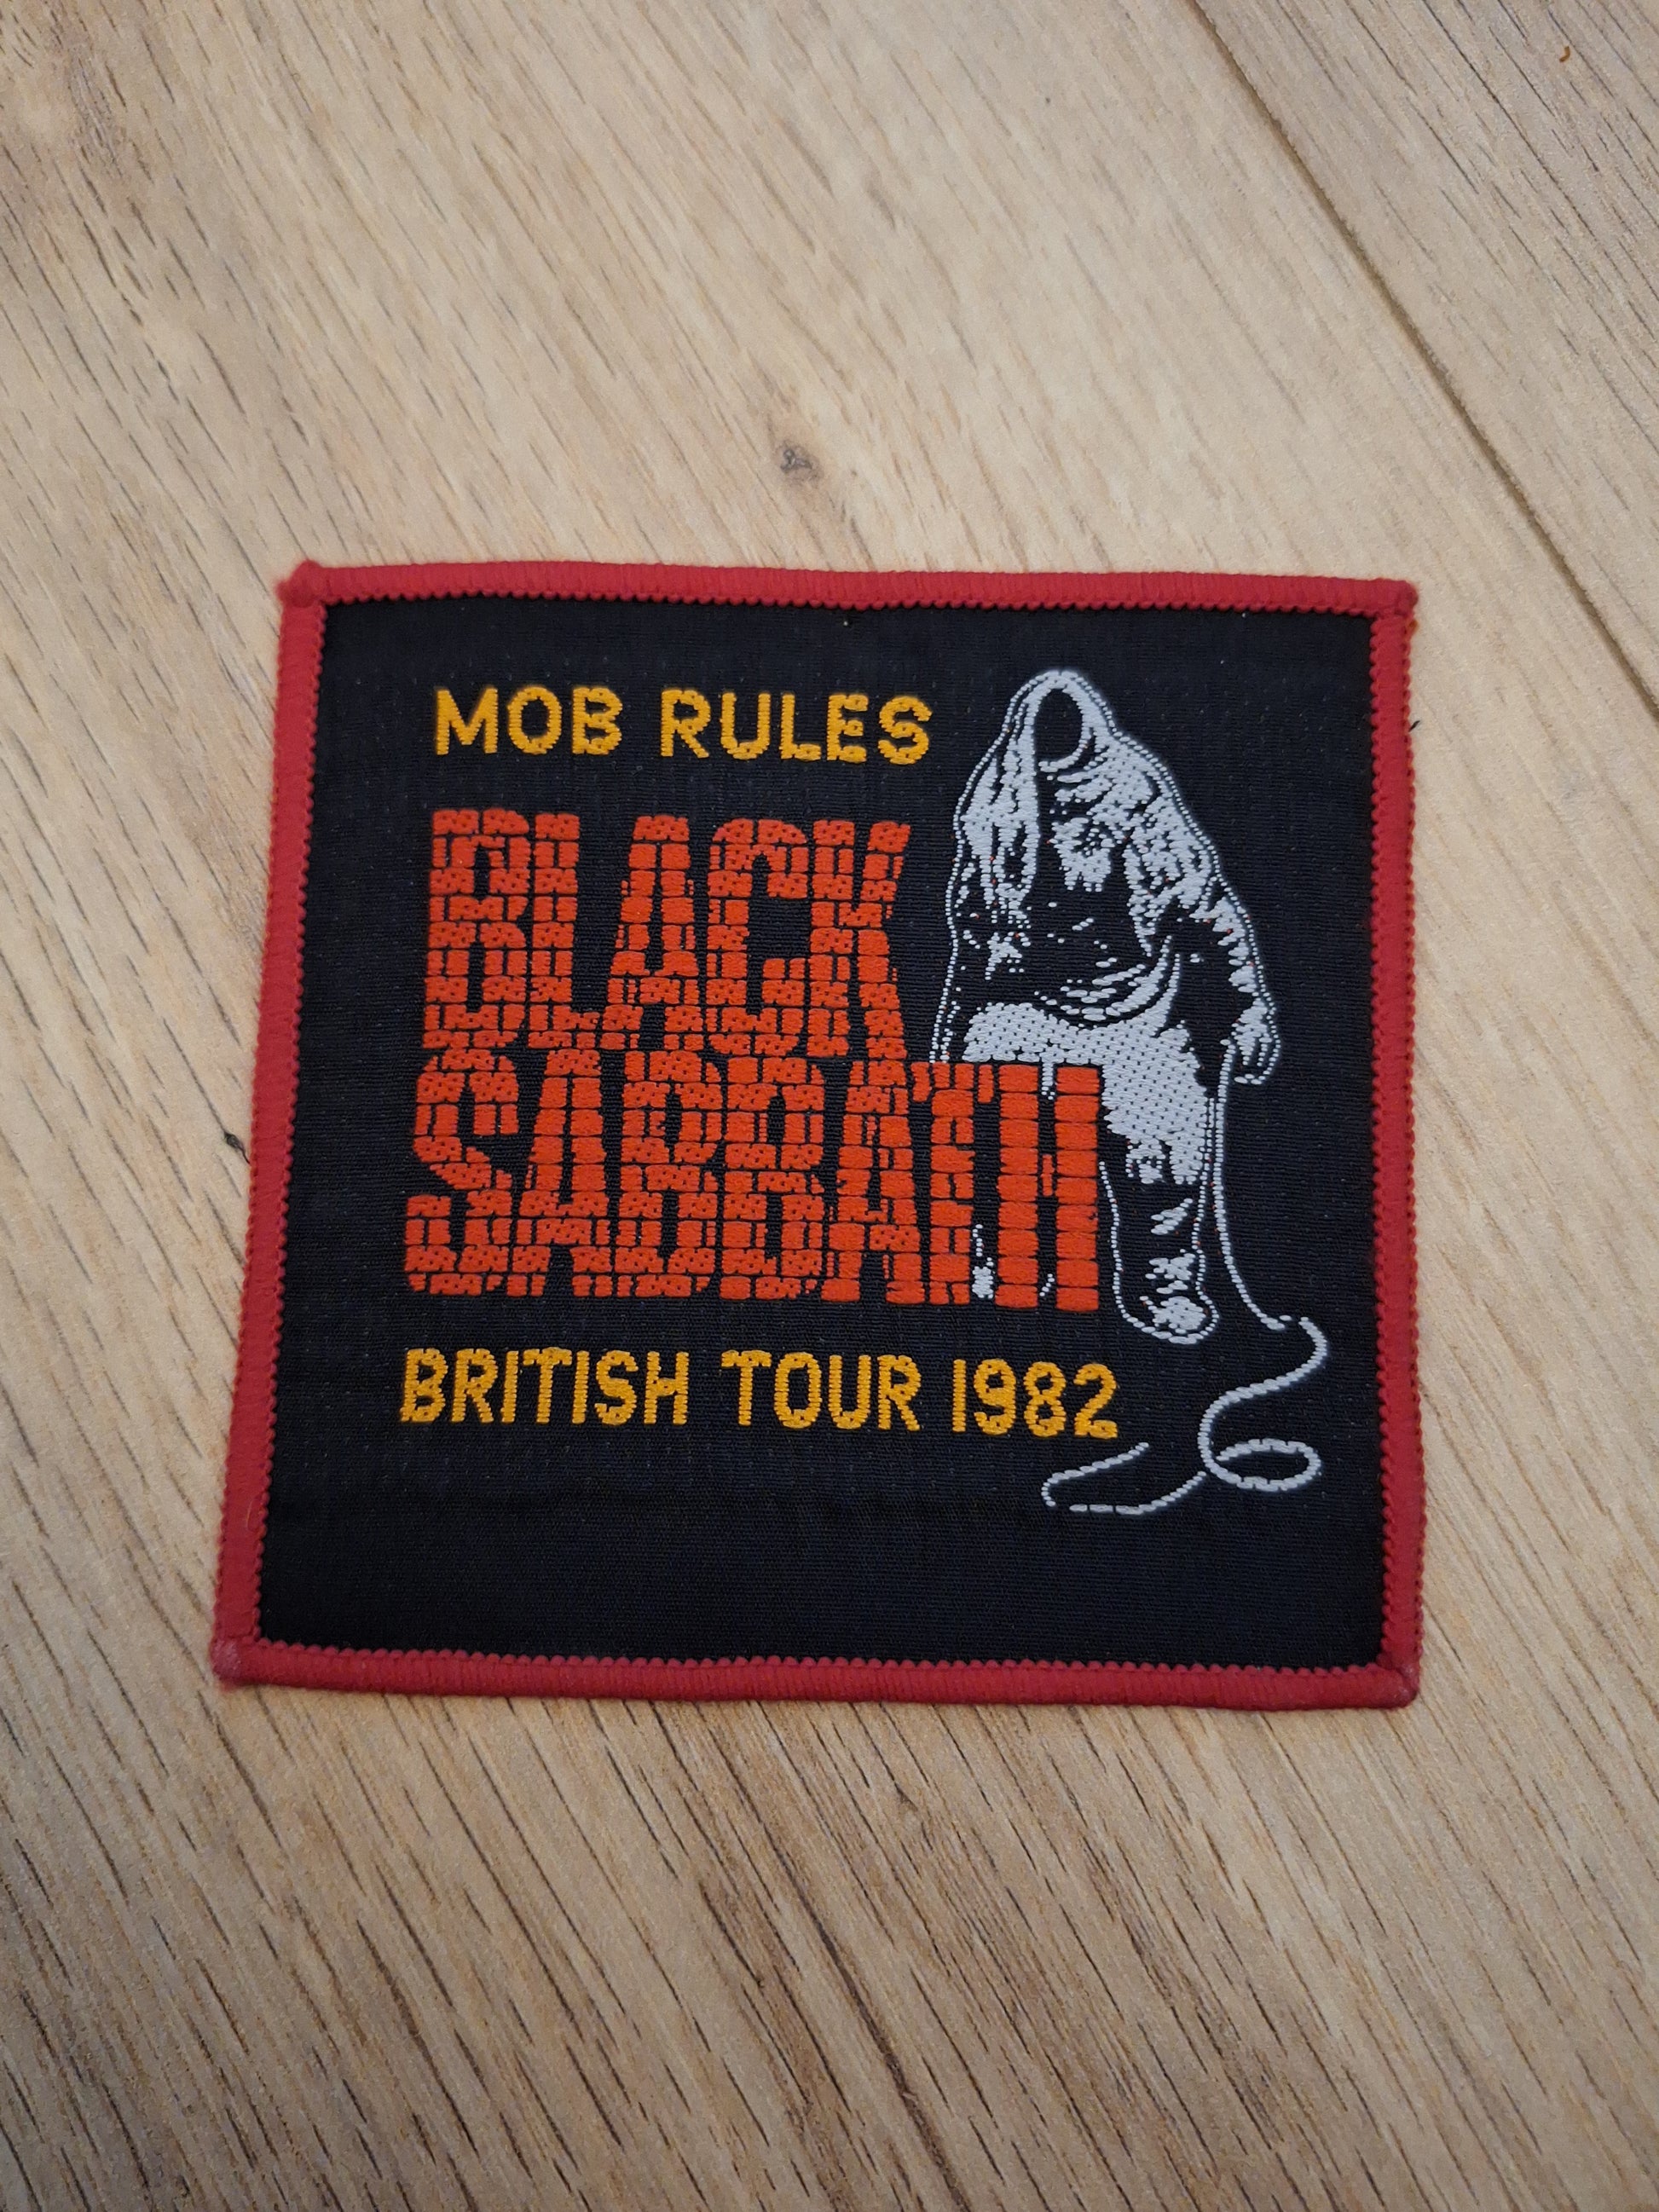 MOB RULES
BLACK
SABBATH
BRITISH TOUR 1982